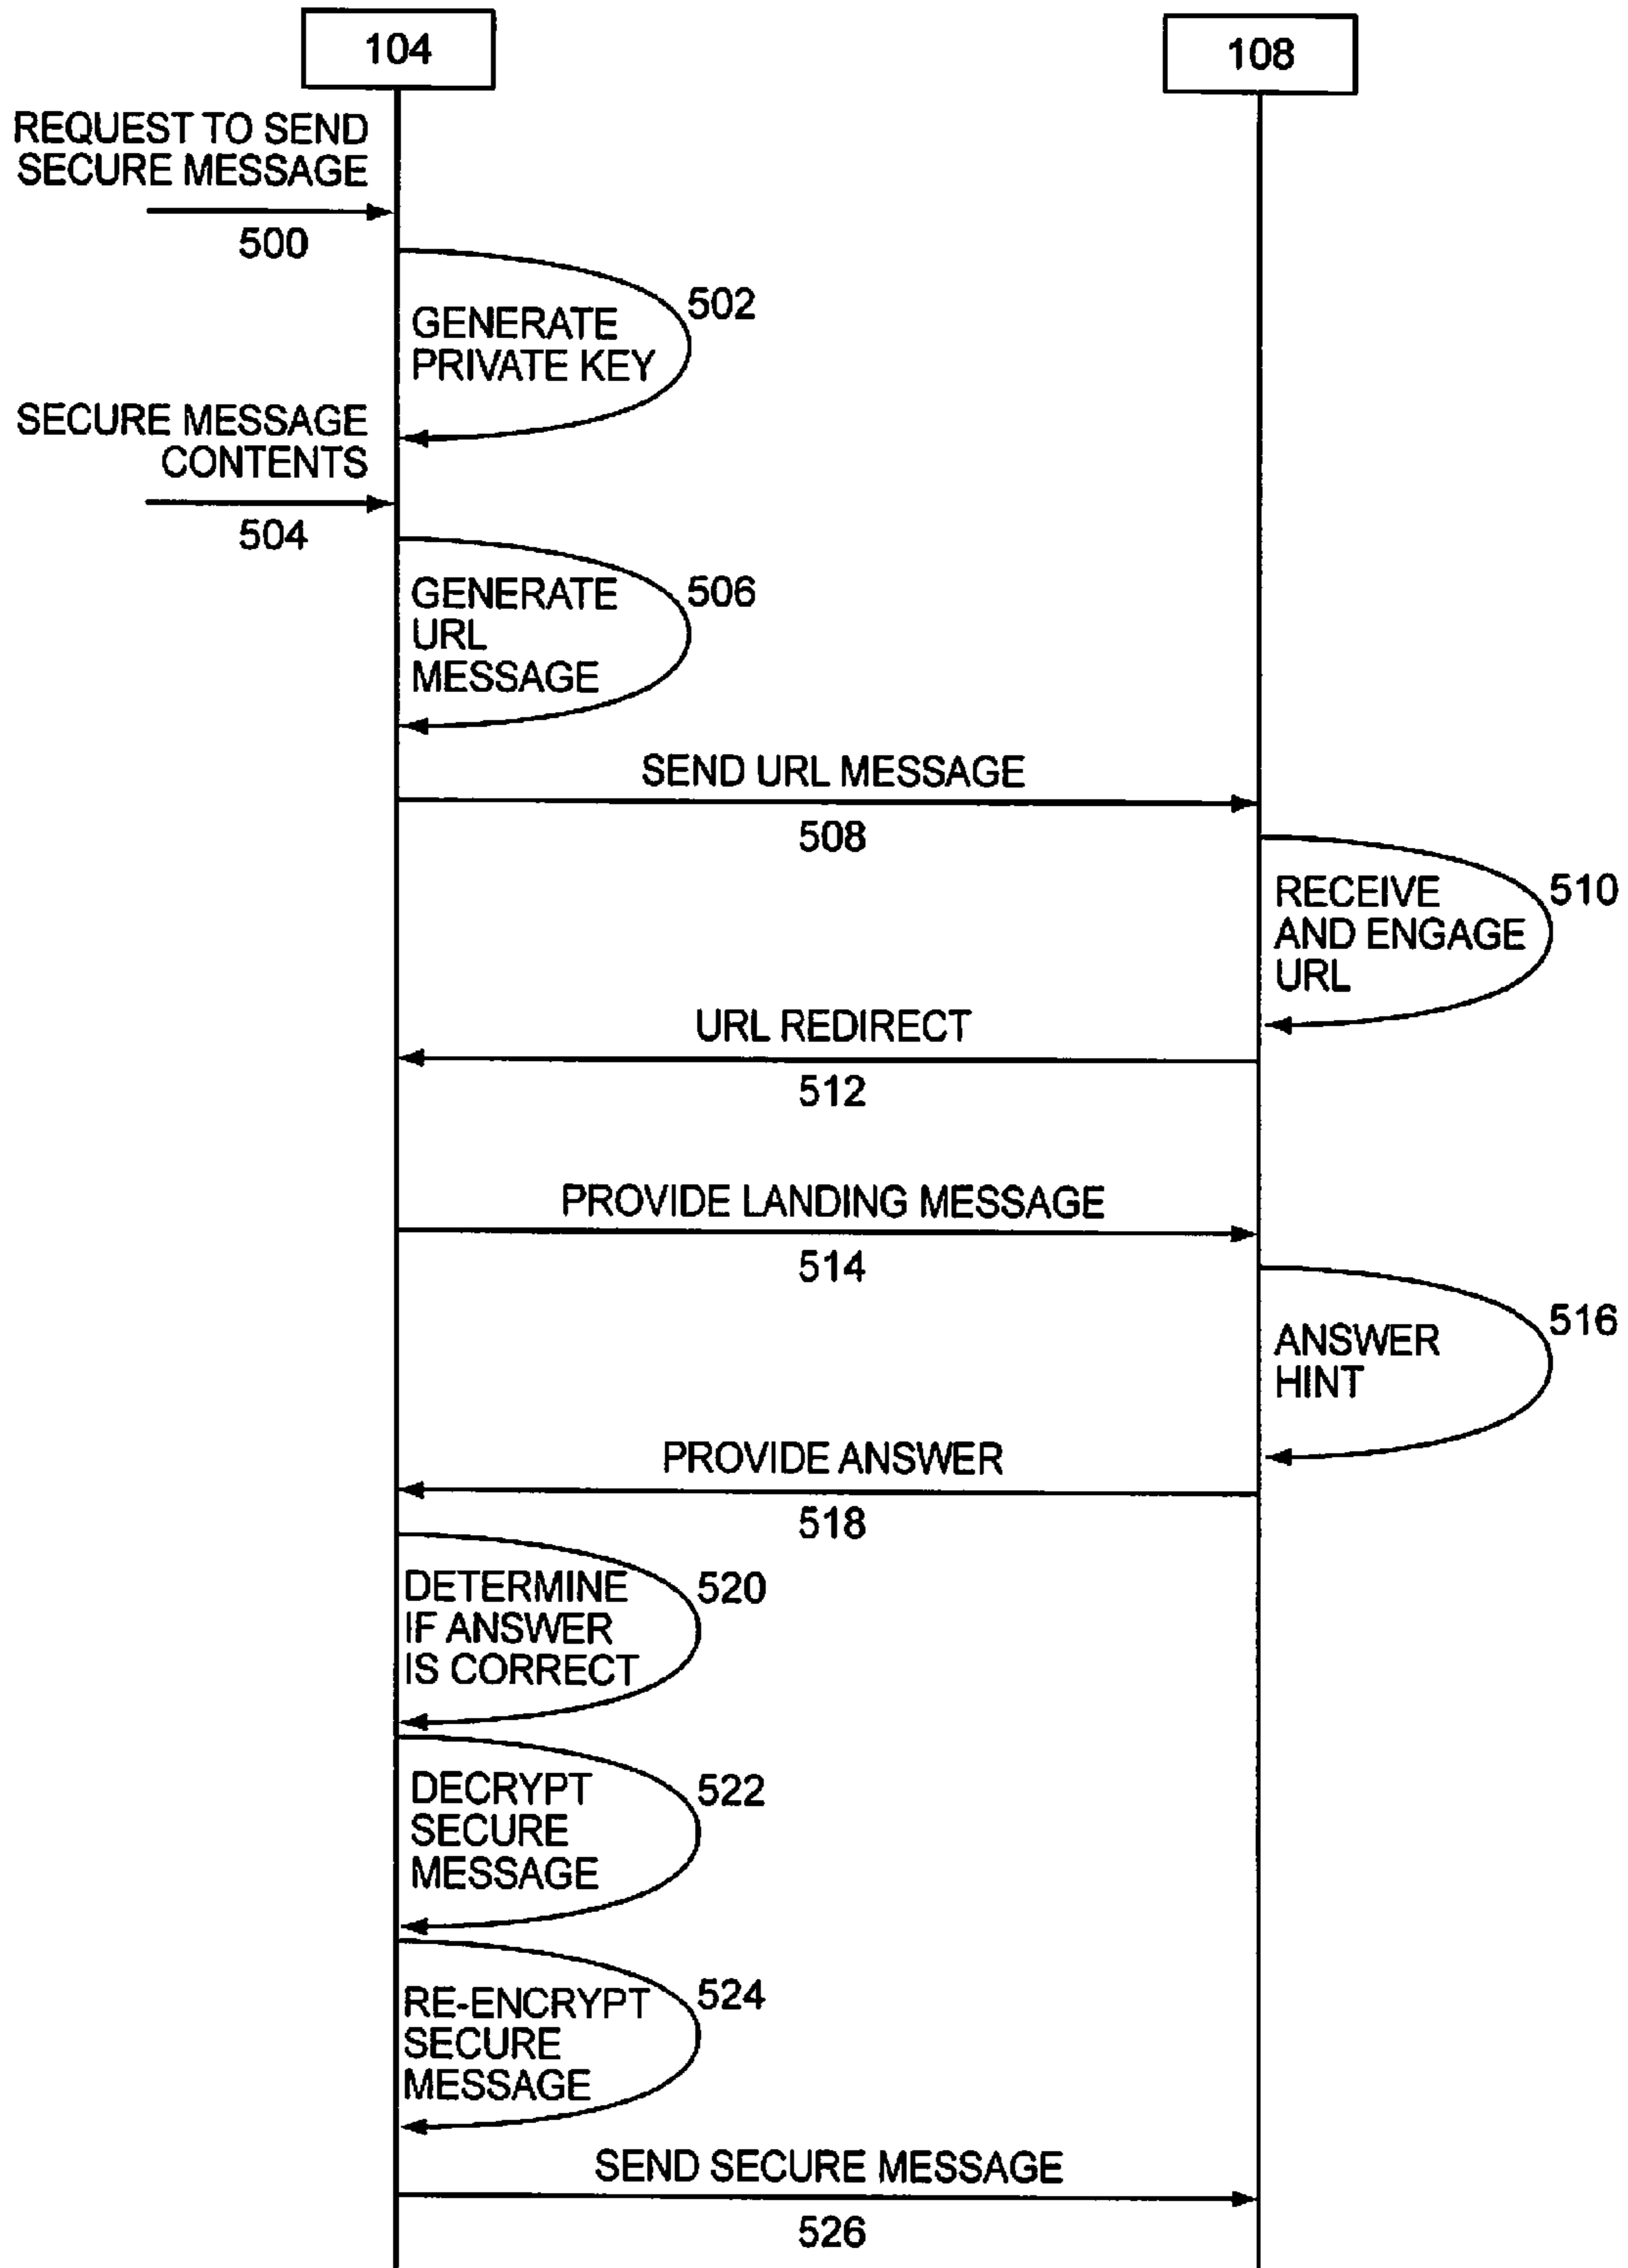 104
108
REQUEST TO SEND
SECURE MESSAGE
500
502
GENERATE
PRIVATE KEY
SECURE MESSAGE
CONTENTS
504
506
GENERATE
URL
MESSAGE
SEND URL MESSAGE
508
510
RECEIVE
AND ENGAGE
URL
URL REDIRECT
512
PROVIDE LANDING MESSAGE
514
516
ANSWER
HINT
PROVIDE ANSWER
518
520
DETERMINE
IF ANSWER
IS CORRECT
522
DECRYPT
SECURE
MESSAGE
524
RE-ENCRYPT
SECURE
MESSAGE
SEND SECURE MESSAGE
526